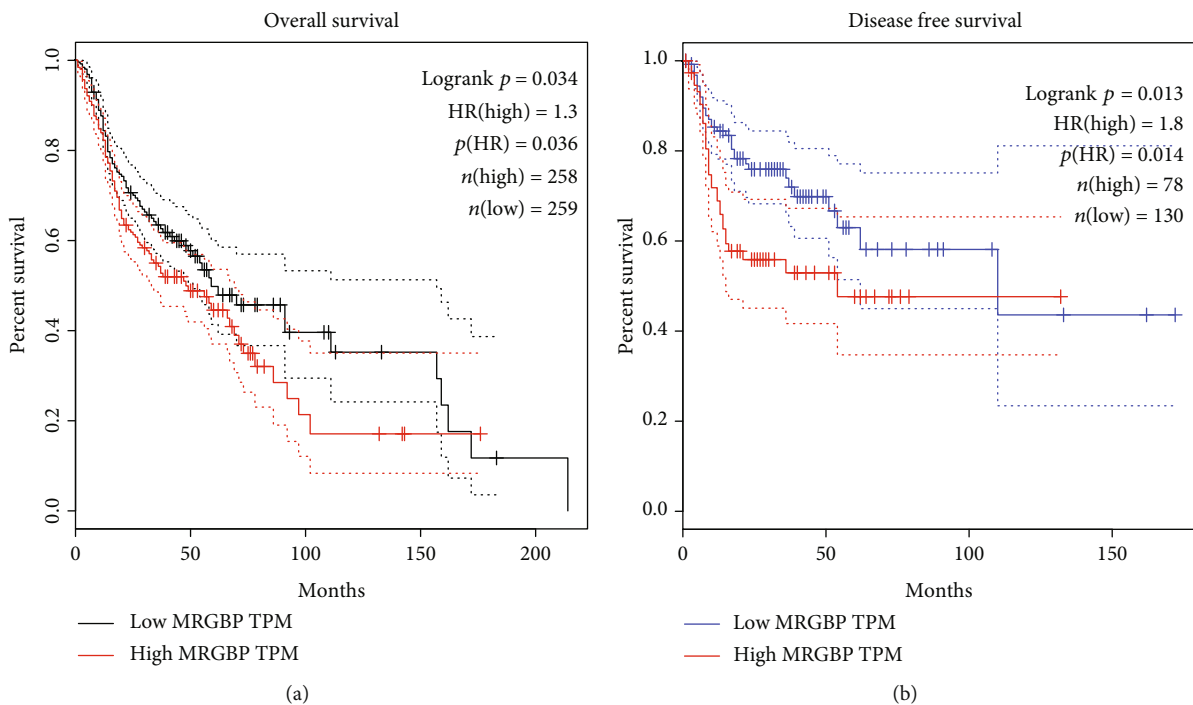 Overall survival
1.0
0.8
0.6
0.4
0.2
0.0
Percent survival
Logrank p = 0.034
HR(high) = 1.3
p(HR) = 0.036
n(high) = 258
n(low) = 259
0
50
100
150
200
Months
Low MRGBP TPM
High MRGBP TPM
(a)
Disease free survival
1.0
0.8
0.6
0.4
0.2
0.0
Percent survival
Logrank p = 0.013
HR(high) = 1.8
p(HR) = 0.014
n(high) = 78
n(low) = 130
0
50
100
150
Months
Low MRGBP TPM
High MRGBP TPM
(b)